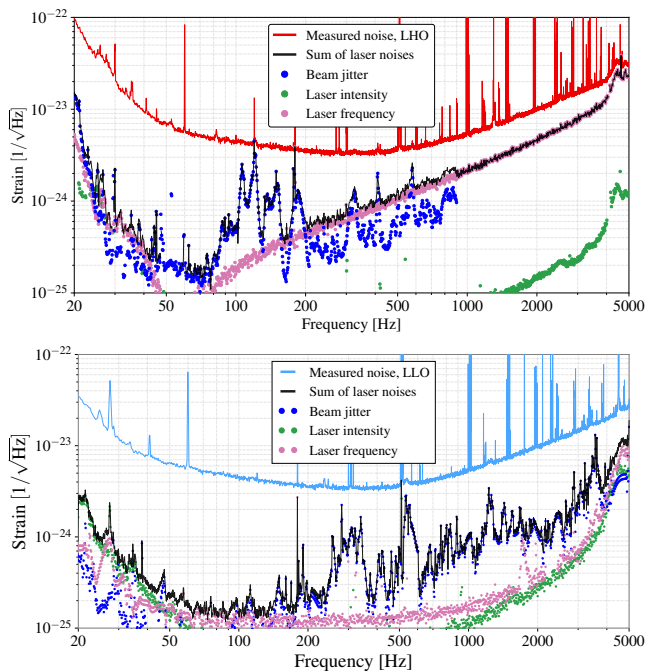 10⁻²²
10⁻²³
10⁻²⁴
10⁻²⁵
Strain [1/√Hz]
Measured noise, LHO
Sum of laser noises
Beam jitter
Laser intensity
Laser frequency
20 50 100 200 500 1000 2000 5000
Frequency [Hz]
10⁻²²
10⁻²³
10⁻²⁴
10⁻²⁵
Strain [1/√Hz]
Measured noise, LLO
Sum of laser noises
Beam jitter
Laser intensity
Laser frequency
20 50 100 200 500 1000 2000 5000
Frequency [Hz]